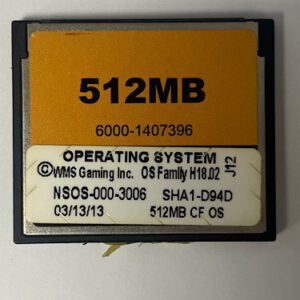 512MB
6000-1407396
OPERATING SYSTEM
©WMS Gaming Inc. OS Family H18.02
J12
NSOS-000-3006 SHA1-D94D
03/13/13 512MB CF OS